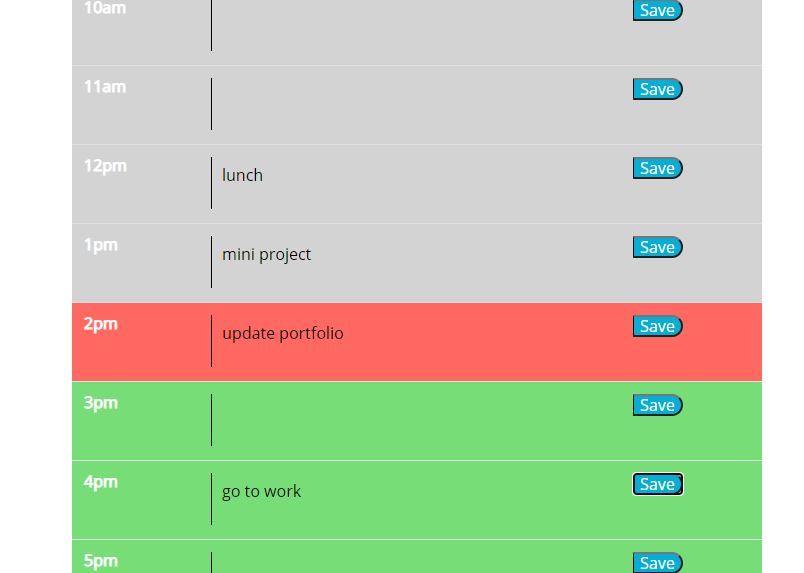 10am Save
11am Save
12pm lunch Save
1pm mini project Save
2pm update portfolio Save
3pm Save
4pm go to work Save
5pm Save